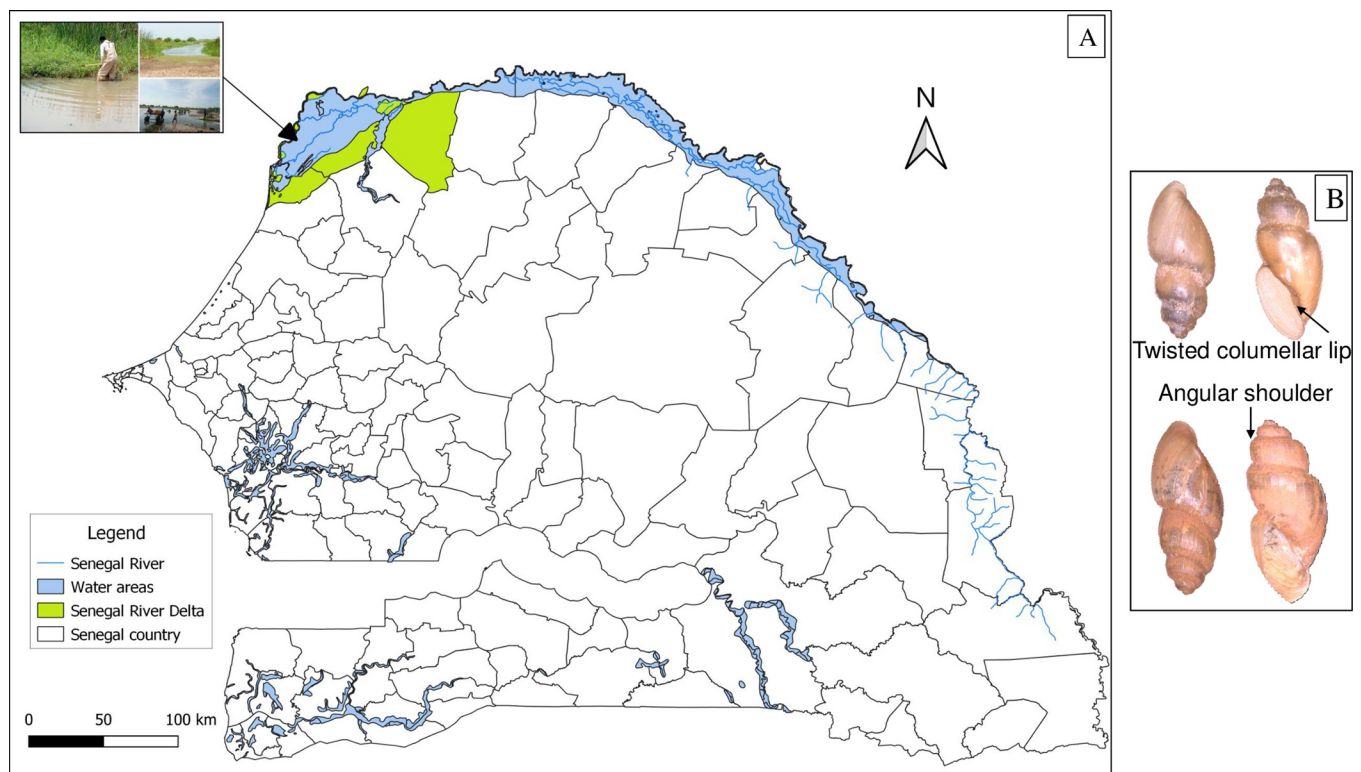 A
N
Legend
Senegal River
Water areas
Senegal River Delta
Senegal country
0 50 100 km
B
Twisted columellar lip
Angular shoulder